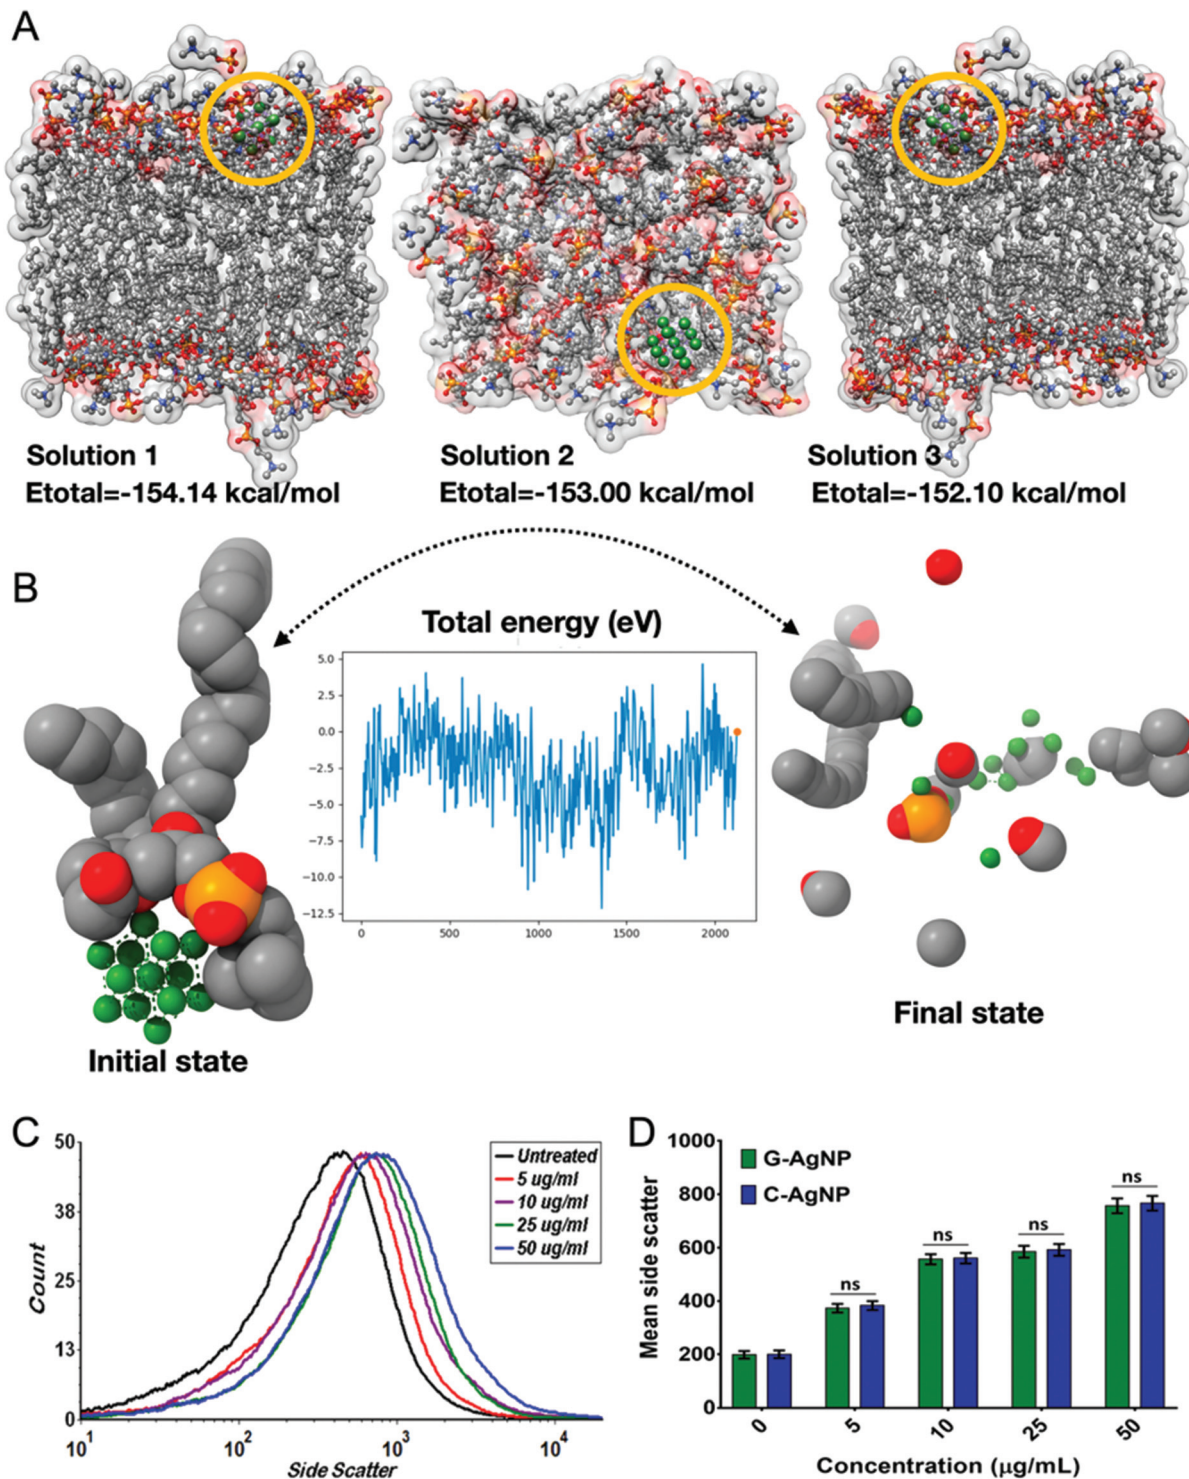 A
Solution 1
Etotal=-154.14 kcal/mol
Solution 2
Etotal=-153.00 kcal/mol
Solution 3
Etotal=-152.10 kcal/mol
B
Total energy (eV)
5.0
2.5
0.0
−2.5
−5.0
−7.5
−10.0
−12.5
0
500
1000
1500
2000
Initial state
Final state
C
50
38
25
13
0
Count
Untreated
5 ug/ml
10 ug/ml
25 ug/ml
50 ug/ml
10^1
10^2
10^3
10^4
Side Scatter
D
1000
800
600
400
200
0
Mean side scatter
G-AgNP
C-AgNP
ns
ns
ns
ns
0
5
10
25
50
Concentration (µg/mL)